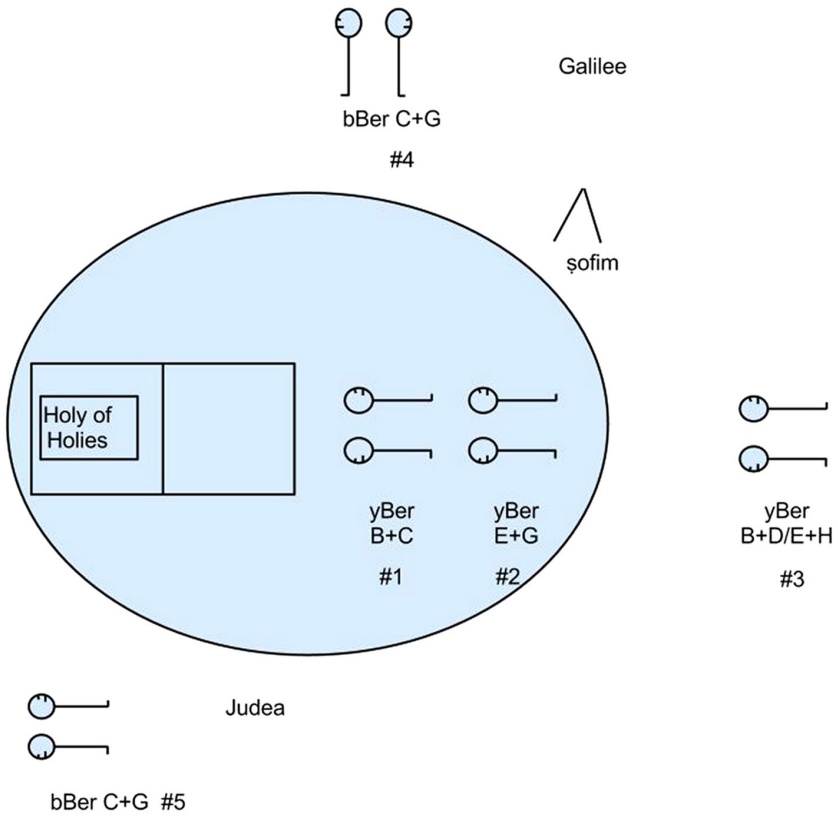 Galilee
bBer C+G
#4
ṣofim
Holy of
Holies
yBer
B+C
#1
yBer
E+G
#2
yBer
B+D/E+H
#3
Judea
bBer C+G #5